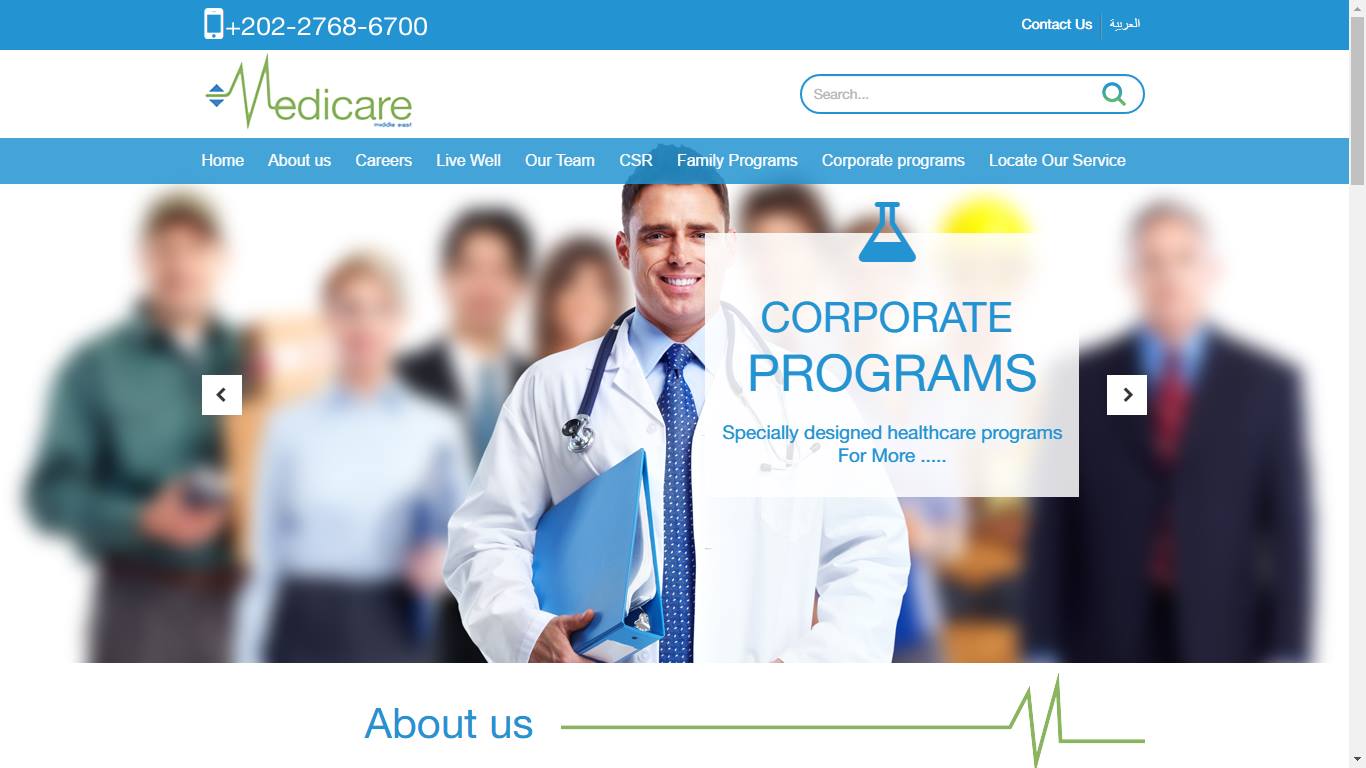 +202-2768-6700
Contact Us
العربية
Medicare
middle east
Search...
Home
About us
Careers
Live Well
Our Team
CSR
Family Programs
Corporate programs
Locate Our Service
CORPORATE
PROGRAMS
Specially designed healthcare programs
For More .....
About us